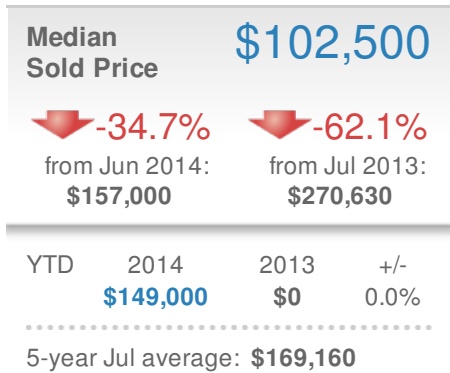 Median $102,500
Sold Price
-34.7% -62.1%
from Jun 2014: from Jul 2013:
$157,000 $270,630
YTD 2014 2013 +/-
$149,000 $0 0.0%
5-year Jul average: $169,160